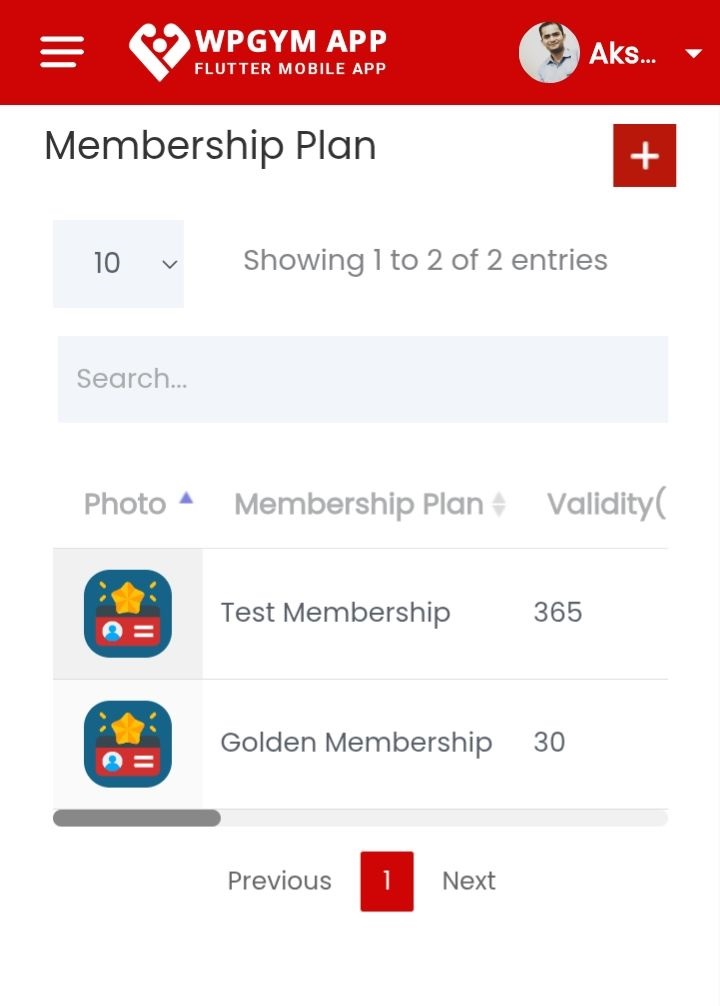 WPGYM APP
FLUTTER MOBILE APP
Aks...
Membership Plan
10
Showing 1 to 2 of 2 entries
Search...
Photo Membership Plan Validity(
Test Membership 365
Golden Membership 30
Previous 1 Next